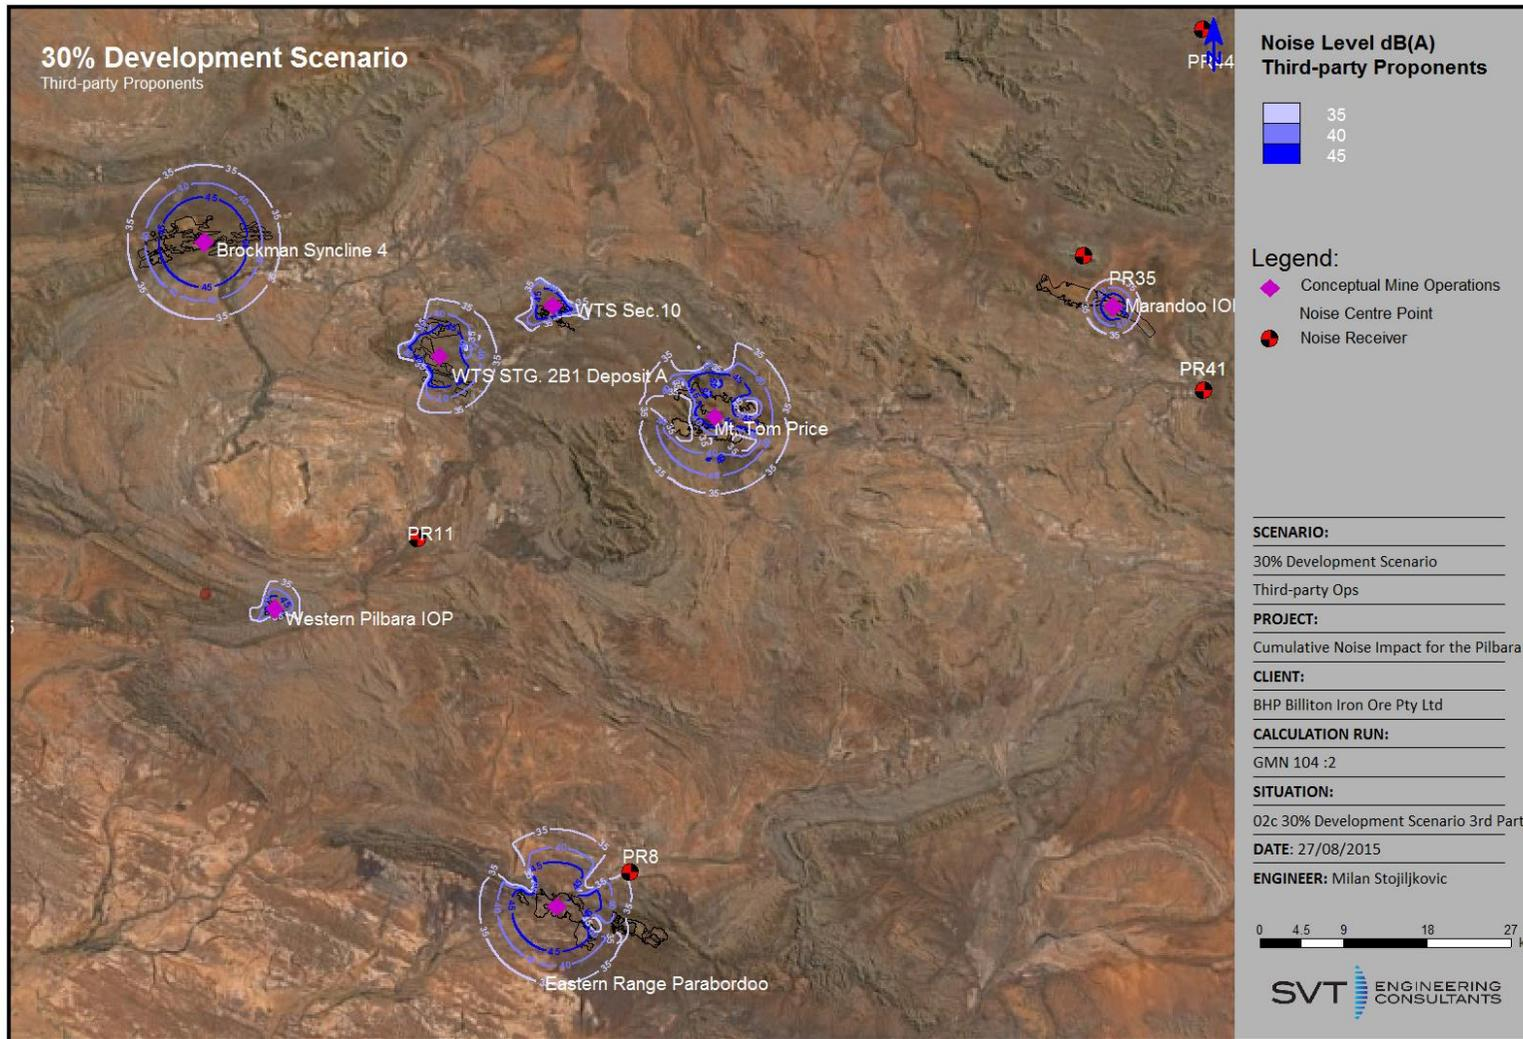 30% Development Scenario
Third-party Proponents
Brockman Syncline 4
WTS Sec.10
WTS STG. 2B1 Deposit A
Mt. Tom Price
PR35
Marandoo IOI
PR41
PR11
Western Pilbara IOP
PR8
Eastern Range Parabordoo
Noise Level dB(A)
Third-party Proponents
35
40
45
Legend:
Conceptual Mine Operations
Noise Centre Point
Noise Receiver
SCENARIO:
30% Development Scenario
Third-party Ops
PROJECT:
Cumulative Noise Impact for the Pilbara
CLIENT:
BHP Billiton Iron Ore Pty Ltd
CALCULATION RUN:
GMN 104 :2
SITUATION:
02c 30% Development Scenario 3rd Part
DATE: 27/08/2015
ENGINEER: Milan Stojiljkovic
0 4.5 9 18 27
SVT ENGINEERING
CONSULTANTS